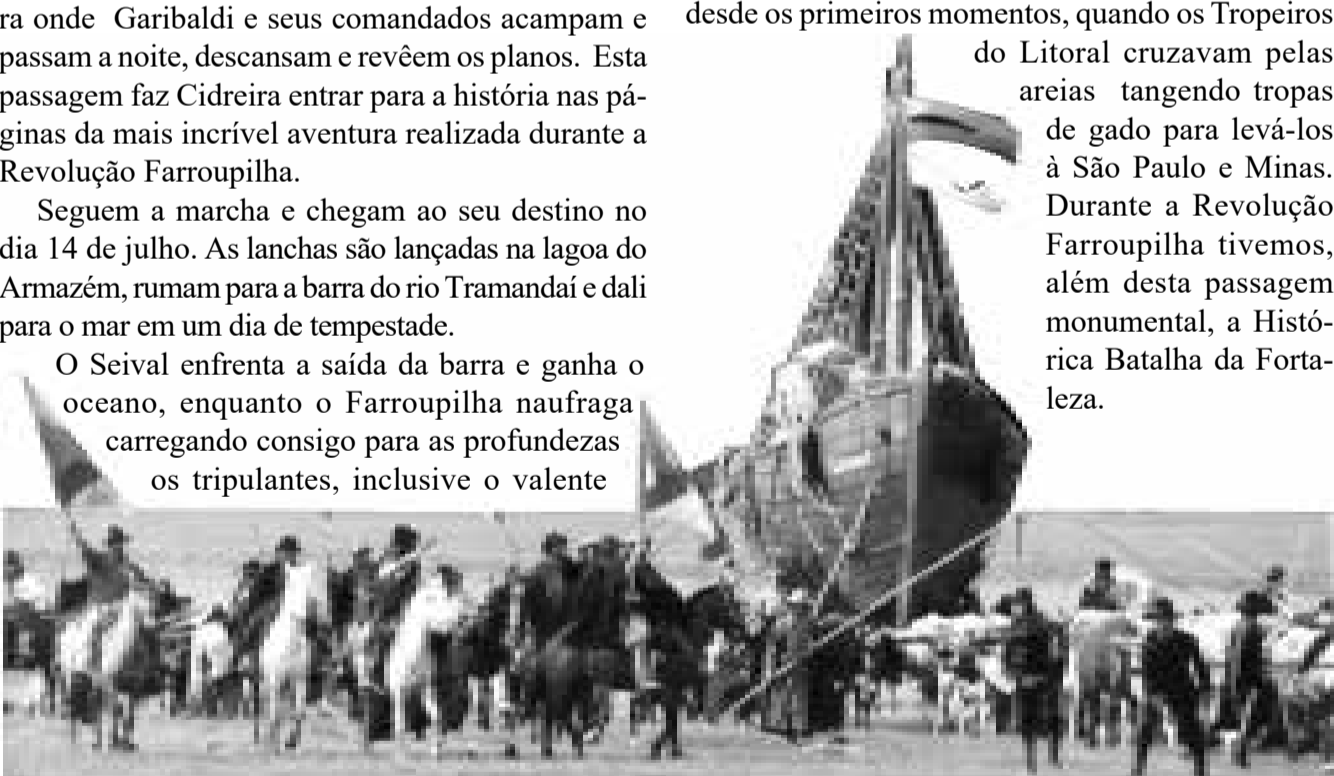 ra onde Garibaldi e seus comandados acampam e
passam a noite, descansam e revêem os planos. Esta
passagem faz Cidreira entrar para a história nas pá-
ginas da mais incrível aventura realizada durante a
Revolução Farroupilha.
Seguem a marcha e chegam ao seu destino no
dia 14 de julho. As lanchas são lançadas na lagoa do
Armazém, rumam para a barra do rio Tramandaí e dali
para o mar em um dia de tempestade.
O Seival enfrenta a saída da barra e ganha o
oceano, enquanto o Farroupilha naufraga
carregando consigo para as profundezas
os tripulantes, inclusive o valente
desde os primeiros momentos, quando os Tropeiros
do Litoral cruzavam pelas
areias tangendo tropas
de gado para levá-los
à São Paulo e Minas.
Durante a Revolução
Farroupilha tivemos,
além desta passagem
monumental, a Histó-
rica Batalha da Forta-
leza.